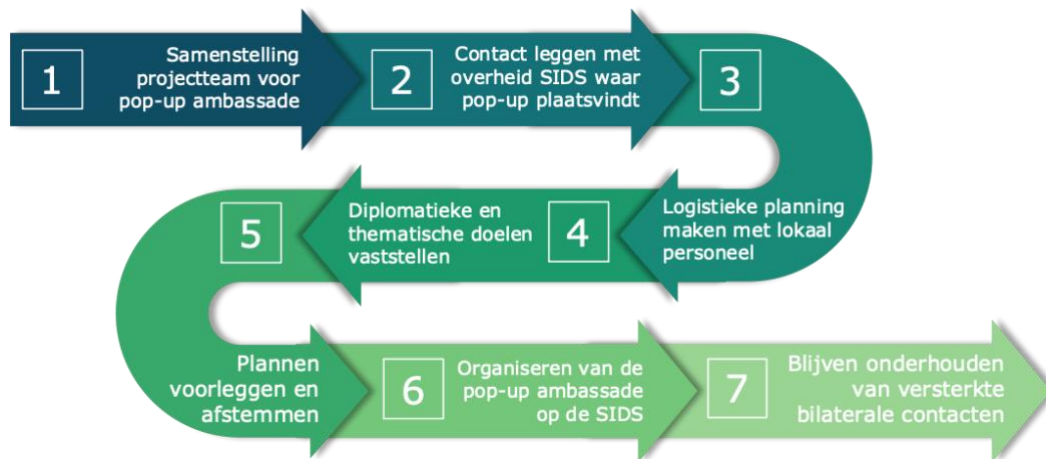 1
Samenstelling
projectteam voor
pop-up ambassade
2
Contact leggen met
overheid SIDS waar
pop-up plaatsvindt
3
Logistieke planning
maken met lokaal
personeel
4
Diplomatieke en
thematische doelen
vaststellen
5
Plannen
voorleggen en
afstemmen
6
Organiseren van de
pop-up ambassade
op de SIDS
7
Blijven onderhouden
van versterkte
bilaterale contacten